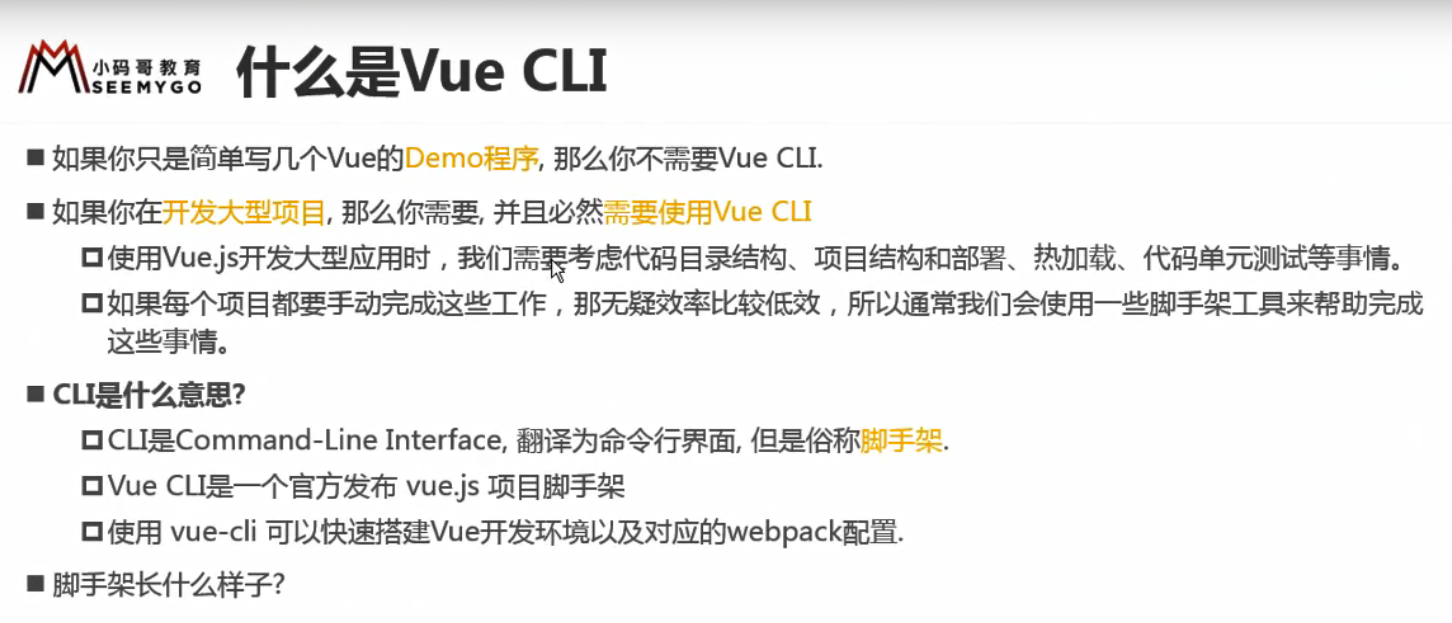 小码哥教育
SEEMYGO
什么是Vue CLI
如果你只是简单写几个Vue的Demo程序, 那么你不需要Vue CLI.
如果你在开发大型项目, 那么你需要, 并且必然需要使用Vue CLI
使用Vue.js开发大型应用时，我们需要考虑代码目录结构、项目结构和部署、热加载、代码单元测试等事情。
如果每个项目都要手动完成这些工作，那无疑效率比较低效，所以通常我们会使用一些脚手架工具来帮助完成
这些事情。
CLI是什么意思?
CLI是Command-Line Interface, 翻译为命令行界面, 但是俗称脚手架.
Vue CLI是一个官方发布 vue.js 项目脚手架
使用 vue-cli 可以快速搭建Vue开发环境以及对应的webpack配置.
脚手架长什么样子?